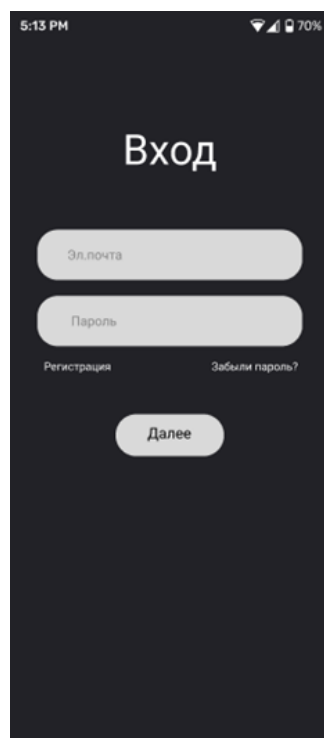 5:13 PM 70%
Вход
Эл.почта
Пароль
Регистрация Забыли пароль?
Далее